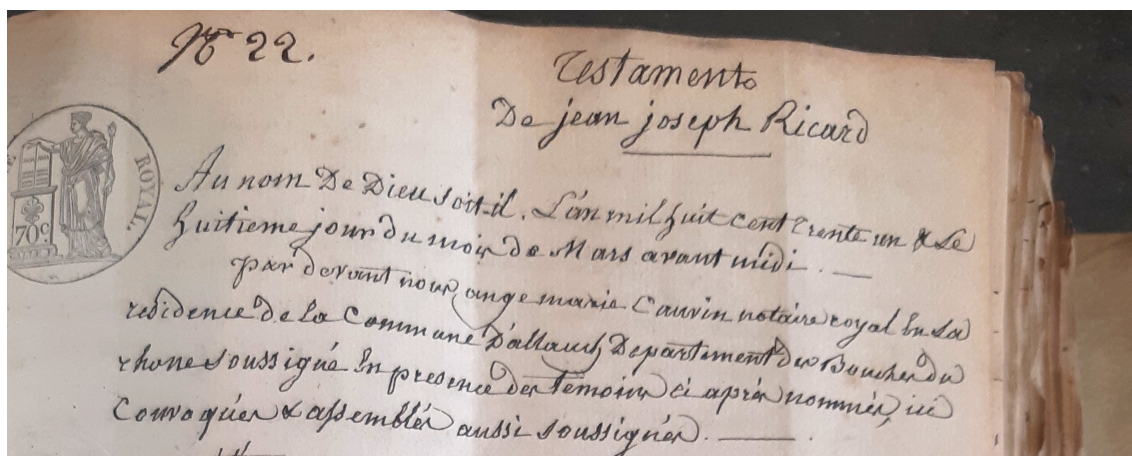 No 22.
Testament
De jean joseph Ricard
ROYAL.
70 c
Au nom De Dieu soit-il. L'an mil huit cent trente un & Le
huitieme jour du mois de Mars avant midi. —
par devant nous ange marie Cauvin notaire royal En La
residence de la Commune D'allauch Departement des Bouches du
rhone soussigné En presence des temoins ci après nommés, ici
Convoqués & assemblés aussi soussignés. —